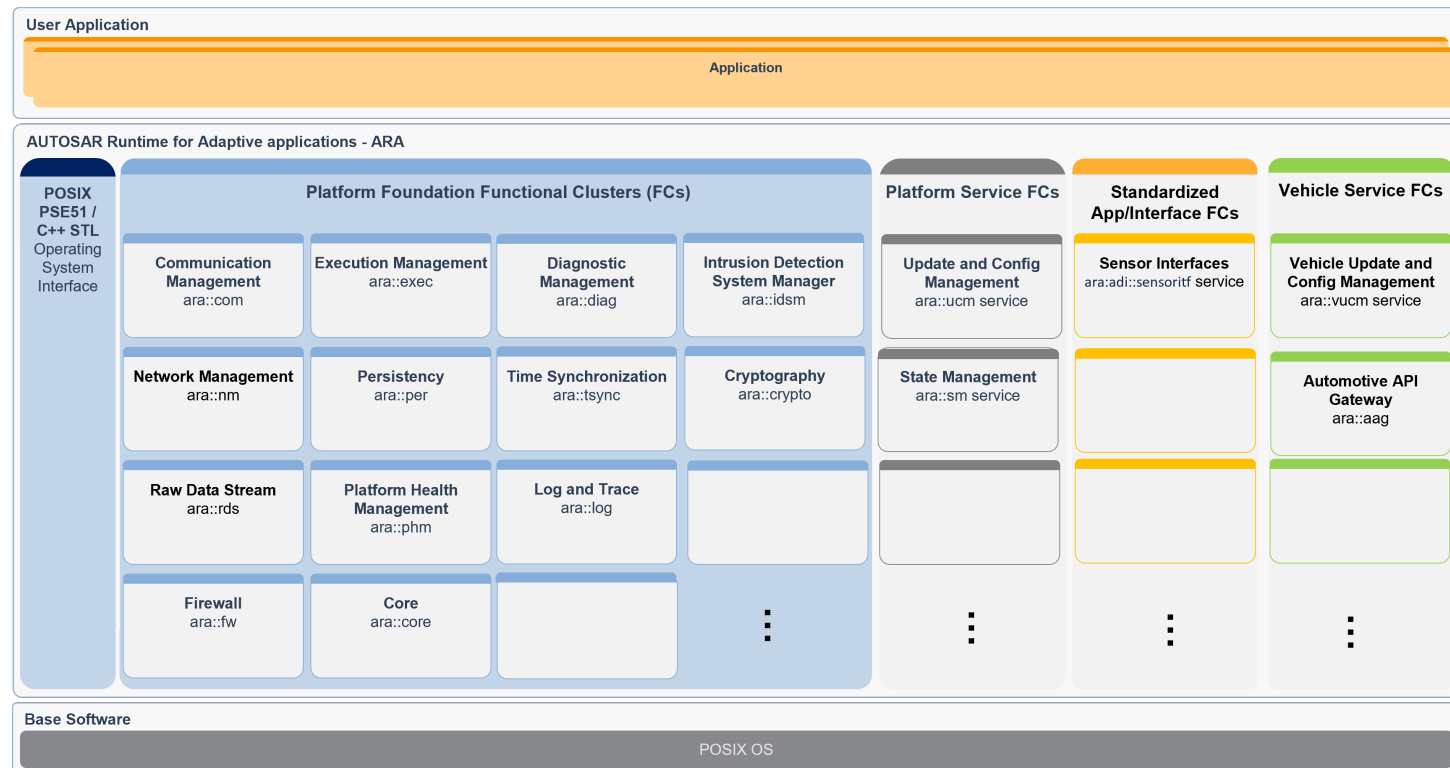 User Application
Application
AUTOSAR Runtime for Adaptive applications - ARA
POSIX
PSE51 /
C++ STL
Operating
System
Interface
Platform Foundation Functional Clusters (FCs)
Communication
Management
ara::com
Execution Management
ara::exec
Diagnostic
Management
ara::diag
Intrusion Detection
System Manager
ara::idsm
Network Management
ara::nm
Persistency
ara::per
Time Synchronization
ara::tsync
Cryptography
ara::crypto
Raw Data Stream
ara::rds
Platform Health
Management
ara::phm
Log and Trace
ara::log
Firewall
ara::fw
Core
ara::core
Platform Service FCs
Update and Config
Management
ara::ucm service
State Management
ara::sm service
Standardized
App/Interface FCs
Sensor Interfaces
ara:adi::sensoritf service
Vehicle Service FCs
Vehicle Update and
Config Management
ara::vucm service
Automotive API
Gateway
ara::aag
Base Software
POSIX OS